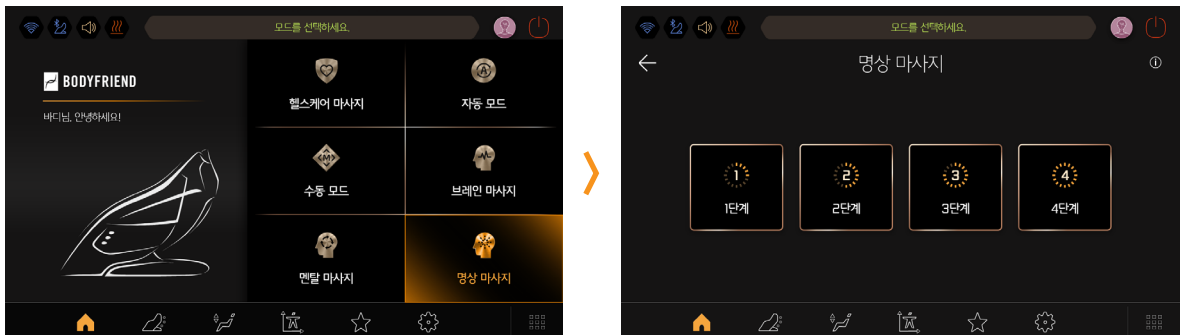 모드를 선택하세요.
BODYFRIEND
바디님, 안녕하세요!
헬스케어 마사지
A
자동 모드
M
수동 모드
브레인 마사지
멘탈 마사지
명상 마사지
모드를 선택하세요.
명상 마사지
1
1단계
2
2단계
3
3단계
4
4단계